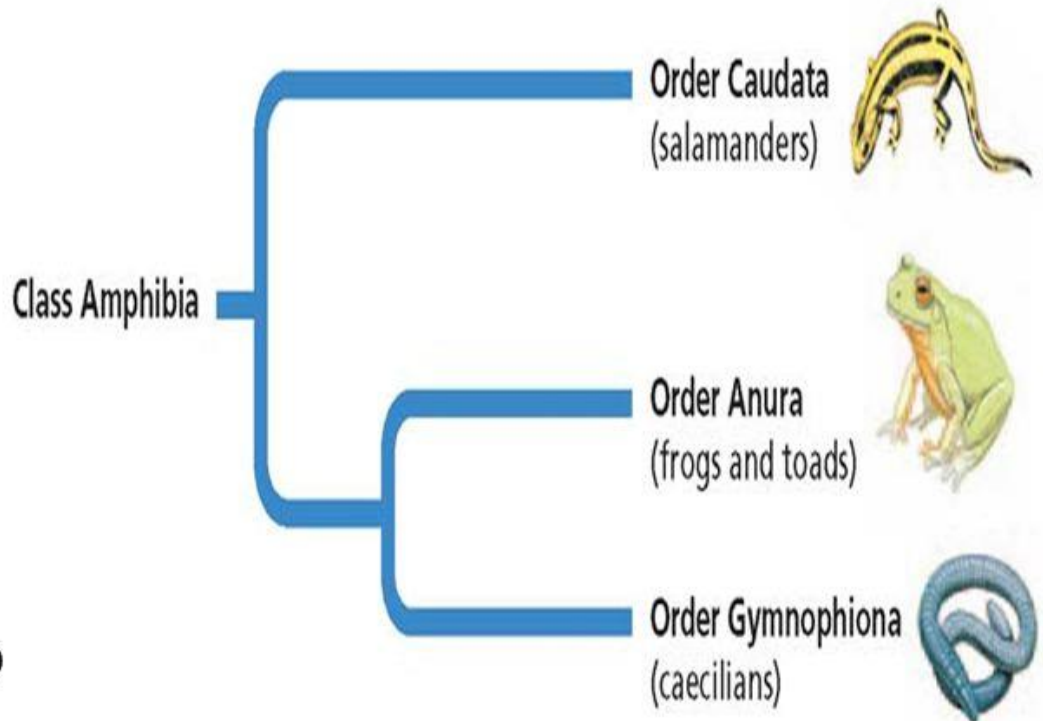 Order Caudata
(salamanders)
Class Amphibia
Order Anura
(frogs and toads)
Order Gymnophiona
(caecilians)